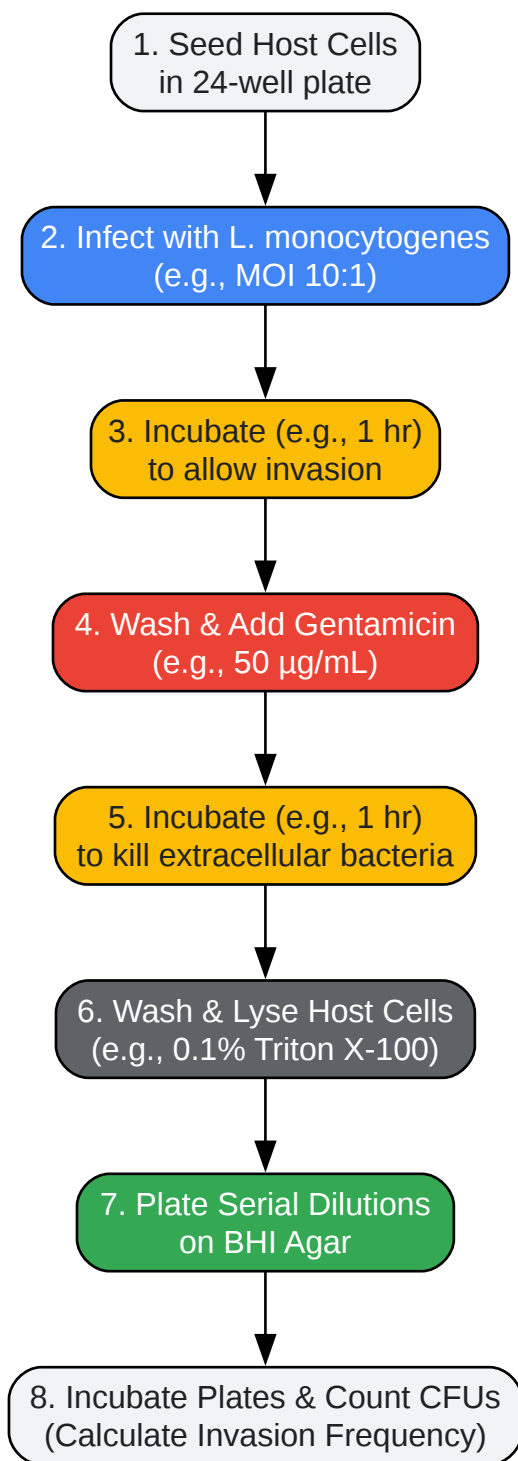 1. Seed Host Cells
in 24-well plate
2. Infect with L. monocytogenes
(e.g., MOI 10:1)
3. Incubate (e.g., 1 hr)
to allow invasion
4. Wash & Add Gentamicin
(e.g., 50 µg/mL)
5. Incubate (e.g., 1 hr)
to kill extracellular bacteria
6. Wash & Lyse Host Cells
(e.g., 0.1% Triton X-100)
7. Plate Serial Dilutions
on BHI Agar
8. Incubate Plates & Count CFUs
(Calculate Invasion Frequency)